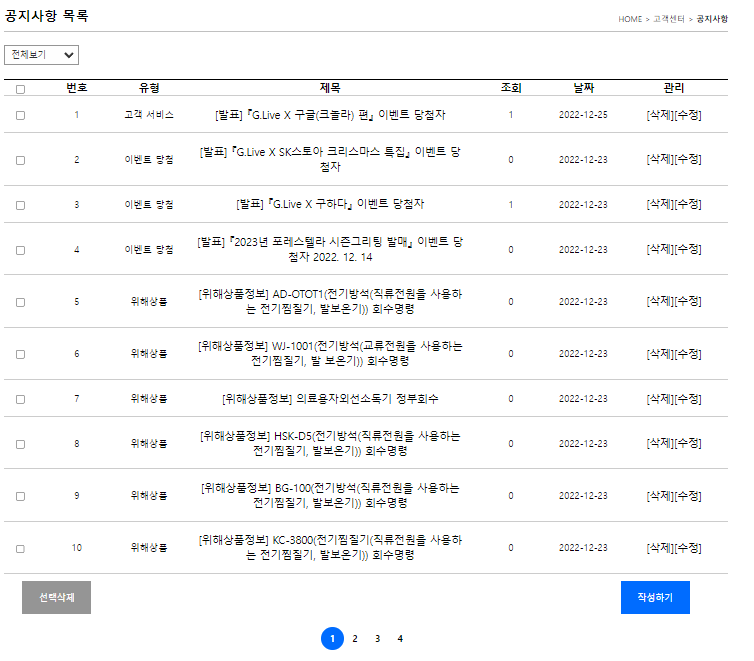 공지사항 목록
HOME > 고객센터 > 공지사항
전체보기
번호 유형 제목 조회 날짜 관리
1 고객 서비스 [발표]『G.Live X 구글(크놀라) 편』 이벤트 당첨자 1 2022-12-25 [삭제][수정]
2 이벤트 당첨 [발표]『G.Live X SK스토아 크리스마스 특집』 이벤트 당
첨자 0 2022-12-23 [삭제][수정]
3 이벤트 당첨 [발표]『G.Live X 구하다』 이벤트 당첨자 1 2022-12-23 [삭제][수정]
4 이벤트 당첨 [발표]『2023년 포레스텔라 시즌그리팅 발매』 이벤트 당
첨자 2022. 12. 14 0 2022-12-23 [삭제][수정]
5 위해상품 [위해상품정보] AD-OTOT1(전기방석(직류전원을 사용하
는 전기찜질기, 발보온기)) 회수명령 0 2022-12-23 [삭제][수정]
6 위해상품 [위해상품정보] WJ-1001(전기방석(교류전원을 사용하는
전기찜질기, 발 보온기)) 회수명령 0 2022-12-23 [삭제][수정]
7 위해상품 [위해상품정보] 의료용자외선소독기 정부회수 0 2022-12-23 [삭제][수정]
8 위해상품 [위해상품정보] HSK-D5(전기방석(직류전원을 사용하는
전기찜질기, 발보온기)) 회수명령 0 2022-12-23 [삭제][수정]
9 위해상품 [위해상품정보] BG-100(전기방석(직류전원을 사용하는
전기찜질기, 발보온기)) 회수명령 0 2022-12-23 [삭제][수정]
10 위해상품 [위해상품정보] KC-3800(전기찜질기(직류전원을 사용하
는 전기찜질기, 발보온기)) 회수명령 0 2022-12-23 [삭제][수정]
선택삭제 작성하기
1 2 3 4